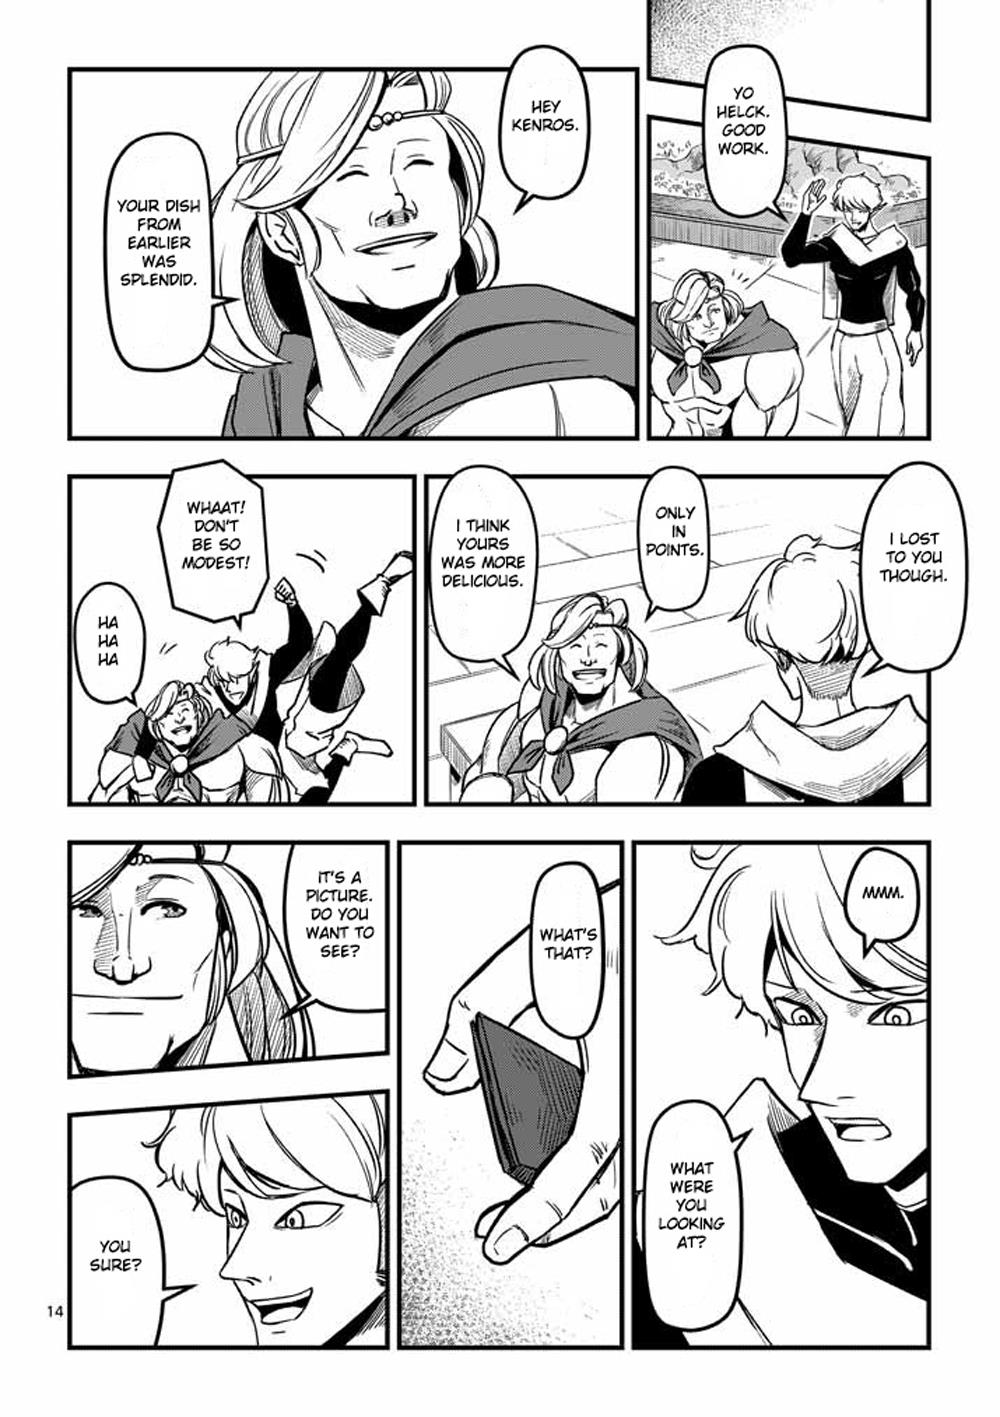 YO
HELCK.
GOOD
WORK.
HEY
KENROS.
YOUR DISH
FROM
EARLIER
WAS
SPLENDID.
I LOST
TO YOU
THOUGH.
ONLY
IN
POINTS.
I THINK
YOURS
WAS MORE
DELICIOUS.
WHAAT!
DON'T
BE SO
MODEST!
HA
HA
HA
MMM.
WHAT
WERE
YOU
LOOKING
AT?
WHAT'S
THAT?
IT'S A
PICTURE.
DO YOU
WANT TO
SEE?
YOU
SURE?
14